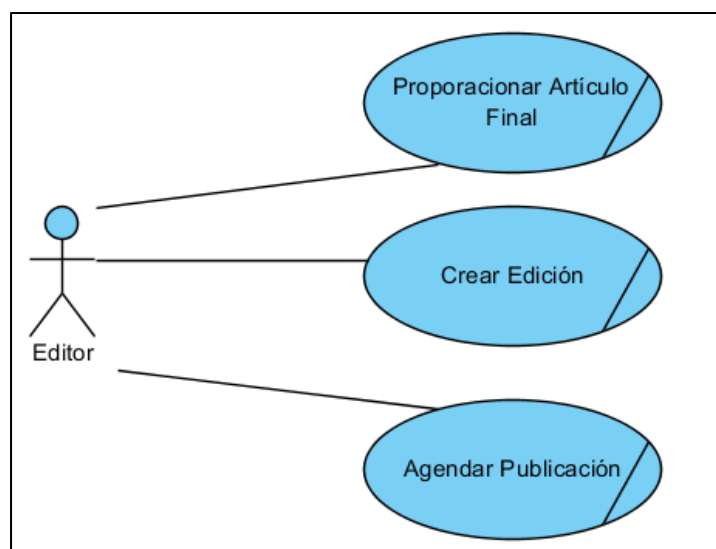 Proporacionar Artículo
Final
Crear Edición
Editor
Agendar Publicación